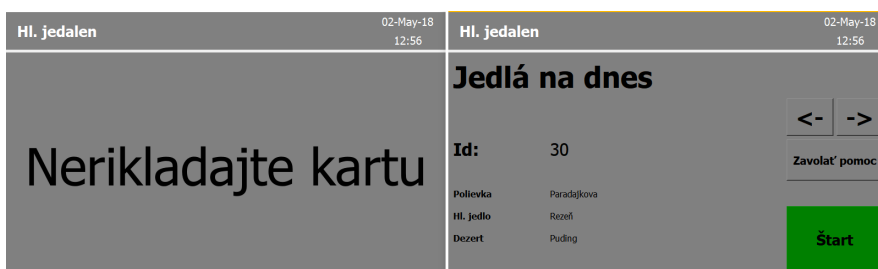 Hl. jedalen
02-May-18
12:56
Nerikladajte kartu
Hl. jedalen
02-May-18
12:56
Jedlá na dnes
<- ->
Id: 30
Zavolať pomoc
Polievka Paradajkova
Hl. jedlo Rezeň
Dezert Puding
Štart